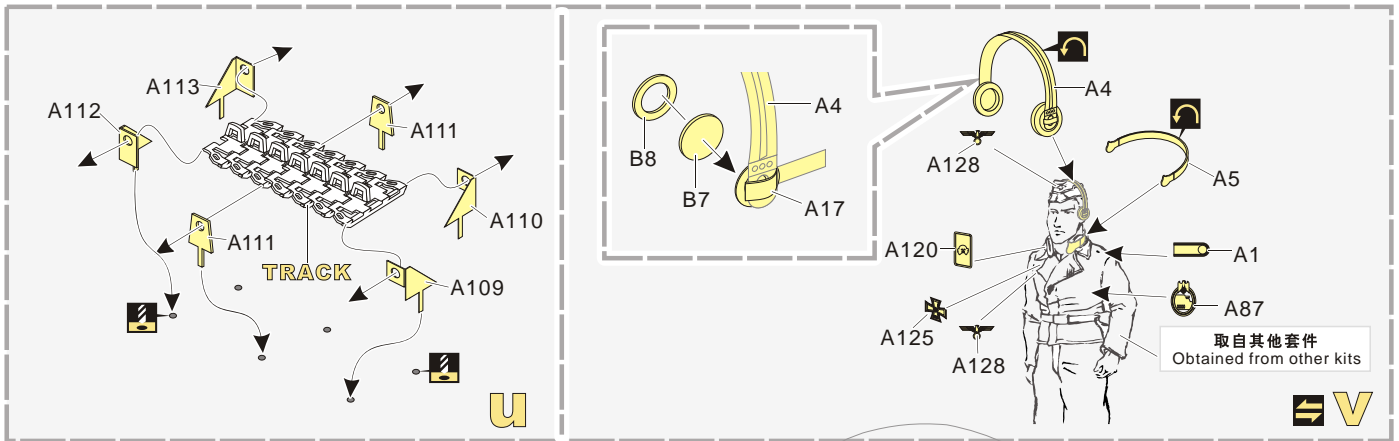 A113
A112
A111
A110
A111
TRACK
A109
u
B8
B7
A4
A17
A4
A128
A5
A120
A1
A125
A87
A128
取自其他套件
Obtained from other kits
V